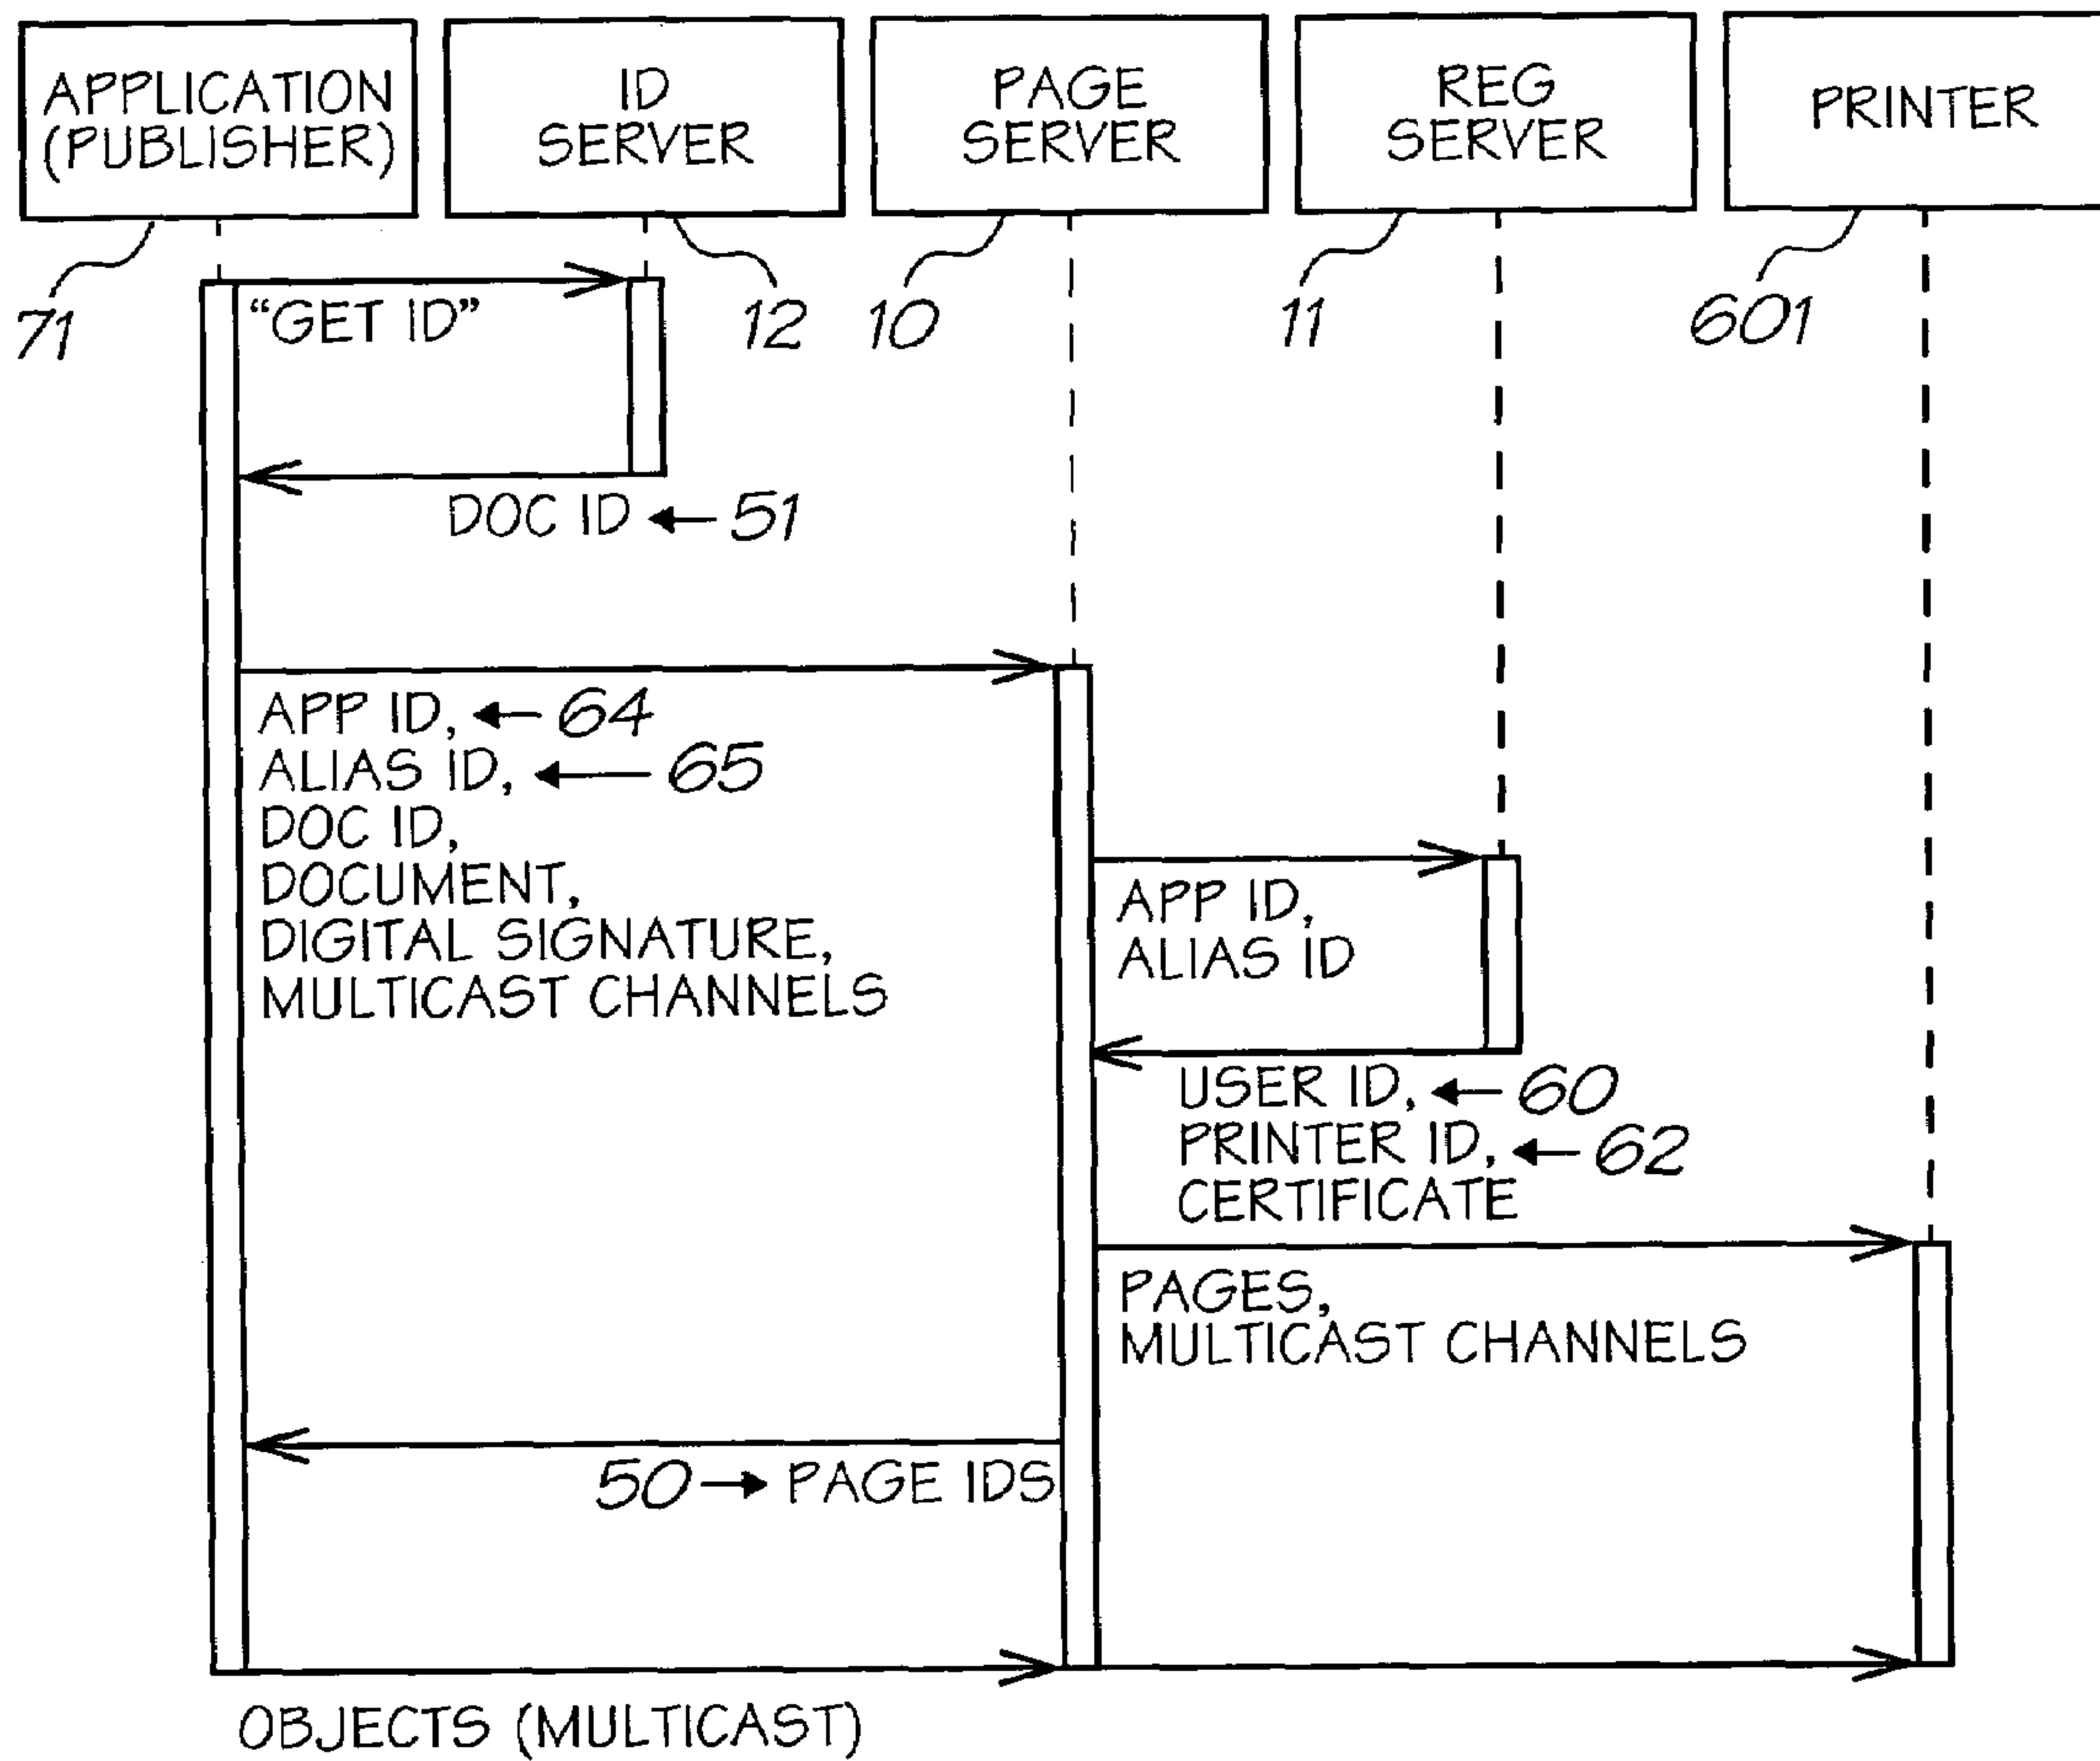 APPLICATION
(PUBLISHER)
ID
SERVER
PAGE
SERVER
REG
SERVER
PRINTER
71
12
10
11
601
“GET ID”
DOC ID 51
APP ID, 64
ALIAS ID, 65
DOC ID,
DOCUMENT,
DIGITAL SIGNATURE,
MULTICAST CHANNELS
APP ID,
ALIAS ID
USER ID, 60
PRINTER ID, 62
CERTIFICATE
PAGES,
MULTICAST CHANNELS
50 PAGE IDS
OBJECTS (MULTICAST)